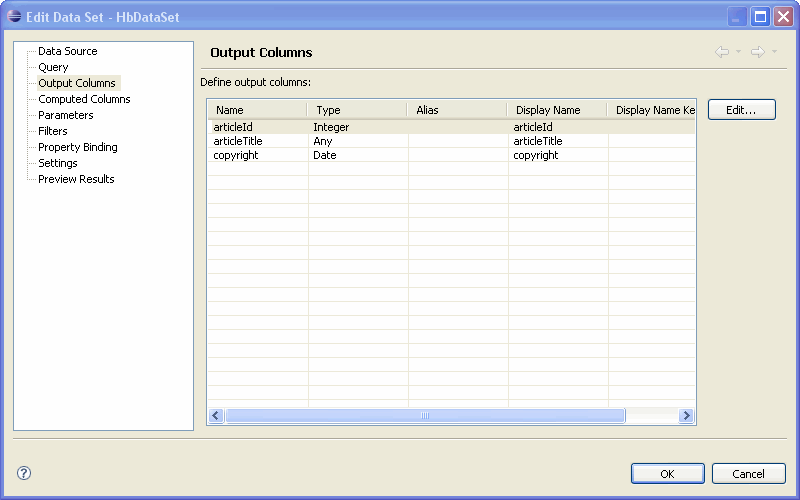 Edit Data Set - HbDataSet
Data Source
Query
Output Columns
Computed Columns
Parameters
Filters
Property Binding
Settings
Preview Results
Output Columns
Define output columns:
Name Type Alias Display Name Display Name Ke
articleId Integer articleId
articleTitle Any articleTitle
copyright Date copyright
Edit...
?
OK Cancel